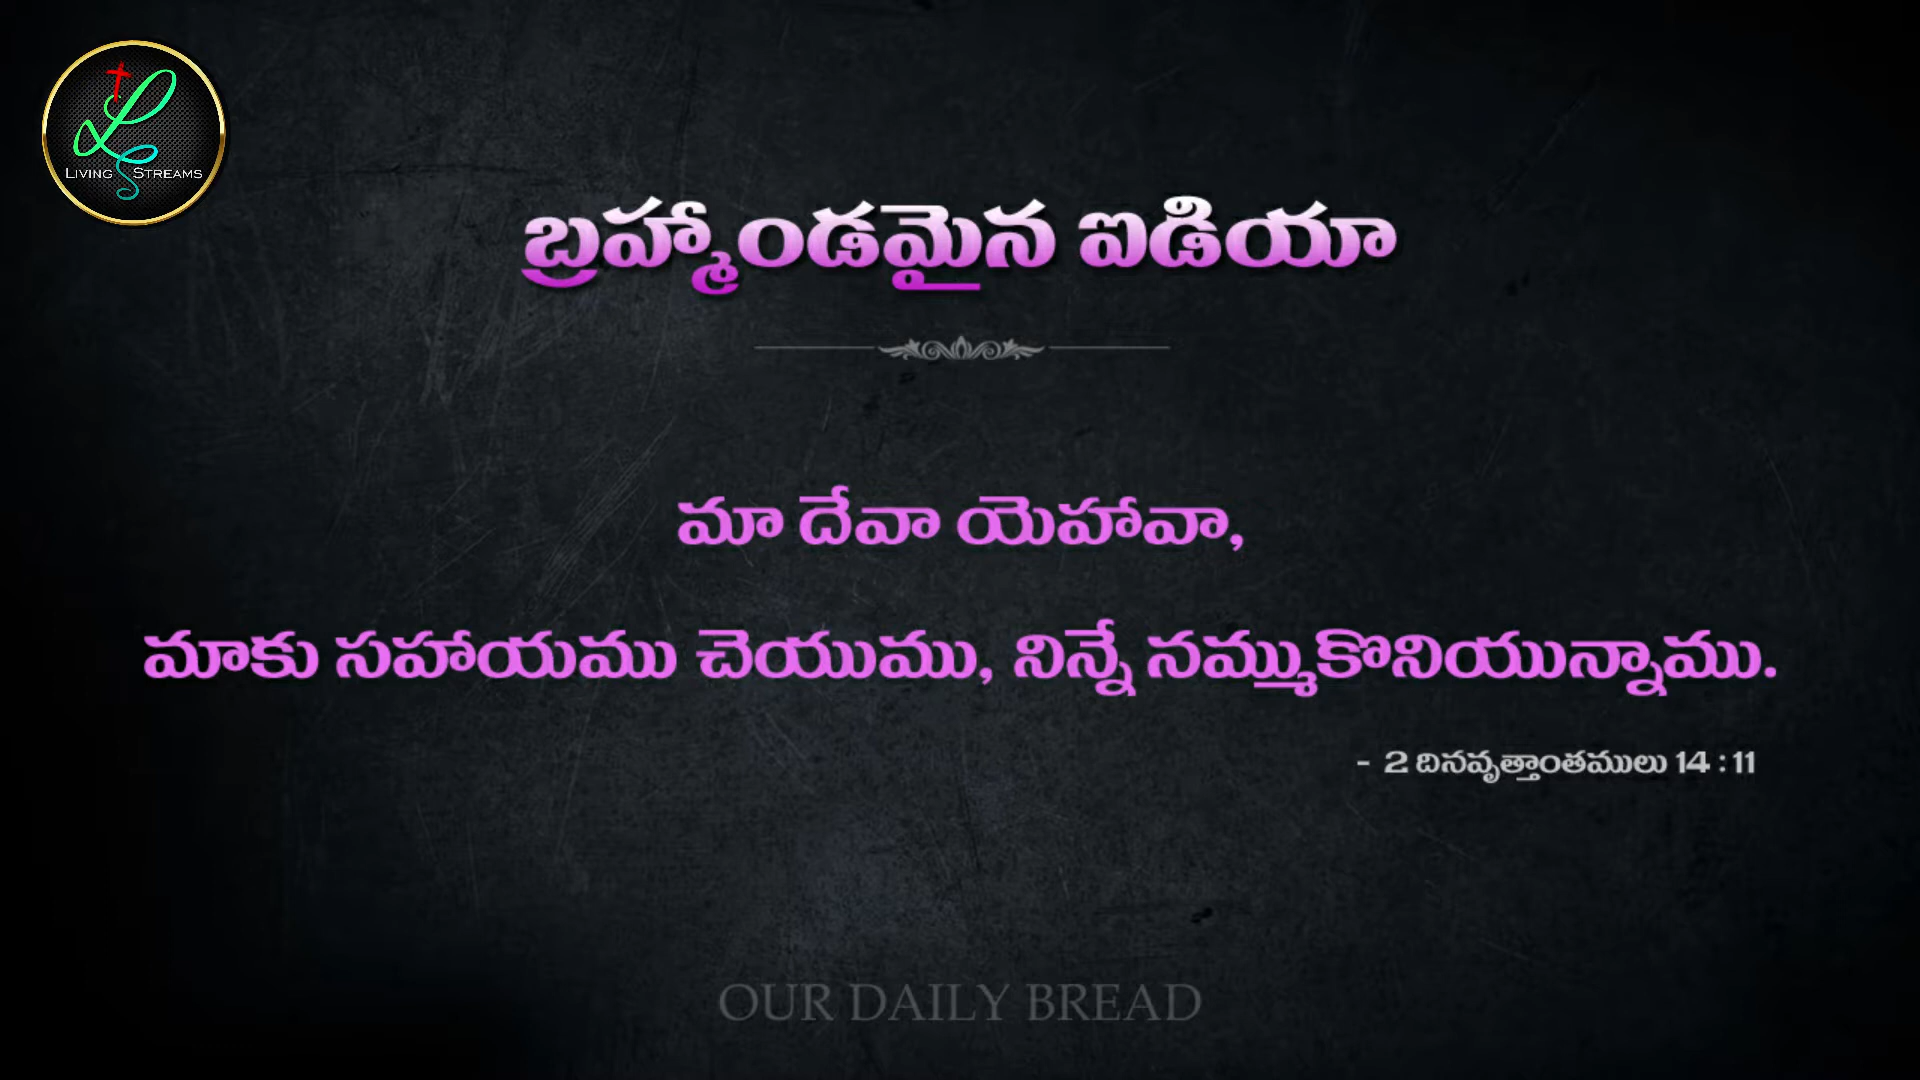 LIVING STREAMS
బ్రహ్మాండమైన ఐడియా
మా దేవా యెహావా,
మాకు సహాయము చెయుము, నిన్నే నమ్ముకొనియున్నాము.
- 2 దినవృత్తాంతములు 14 : 11
OUR DAILY BREAD